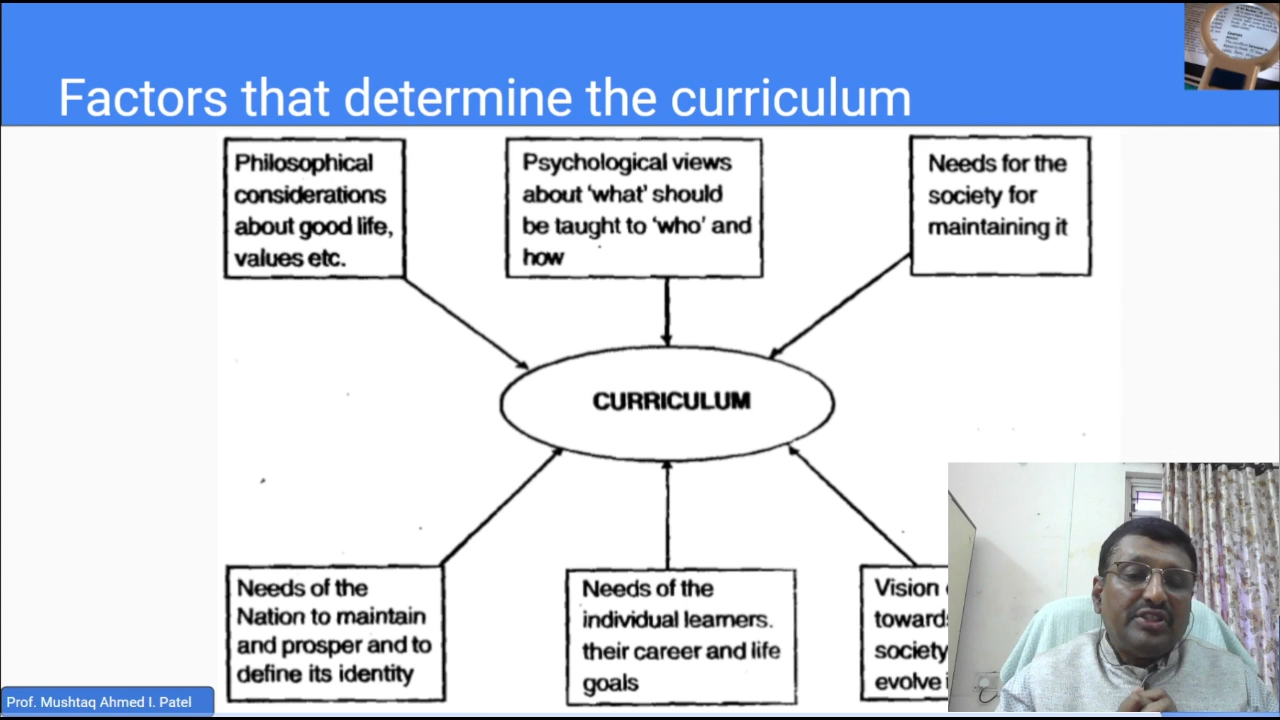 Factors that determine the curriculum
Philosophical
considerations
about good life,
values etc.
Psychological views
about 'what' should
be taught to 'who' and
how
Needs for the
society for
maintaining it
CURRICULUM
Needs of the
Nation to maintain
and prosper and to
define its identity
Needs of the
individual learners.
their career and life
goals
Vision
toward
society
evolve
Prof. Mushtaq Ahmed I. Patel